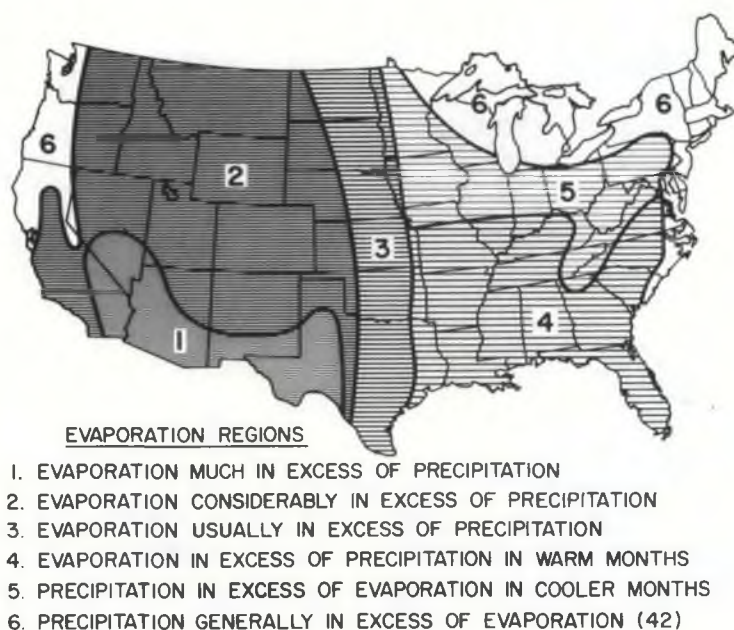 6
6
6
2
5
3
4
1
EVAPORATION REGIONS
1. EVAPORATION MUCH IN EXCESS OF PRECIPITATION
2. EVAPORATION CONSIDERABLY IN EXCESS OF PRECIPITATION
3. EVAPORATION USUALLY IN EXCESS OF PRECIPITATION
4. EVAPORATION IN EXCESS OF PRECIPITATION IN WARM MONTHS
5. PRECIPITATION IN EXCESS OF EVAPORATION IN COOLER MONTHS
6. PRECIPITATION GENERALLY IN EXCESS OF EVAPORATION (42)